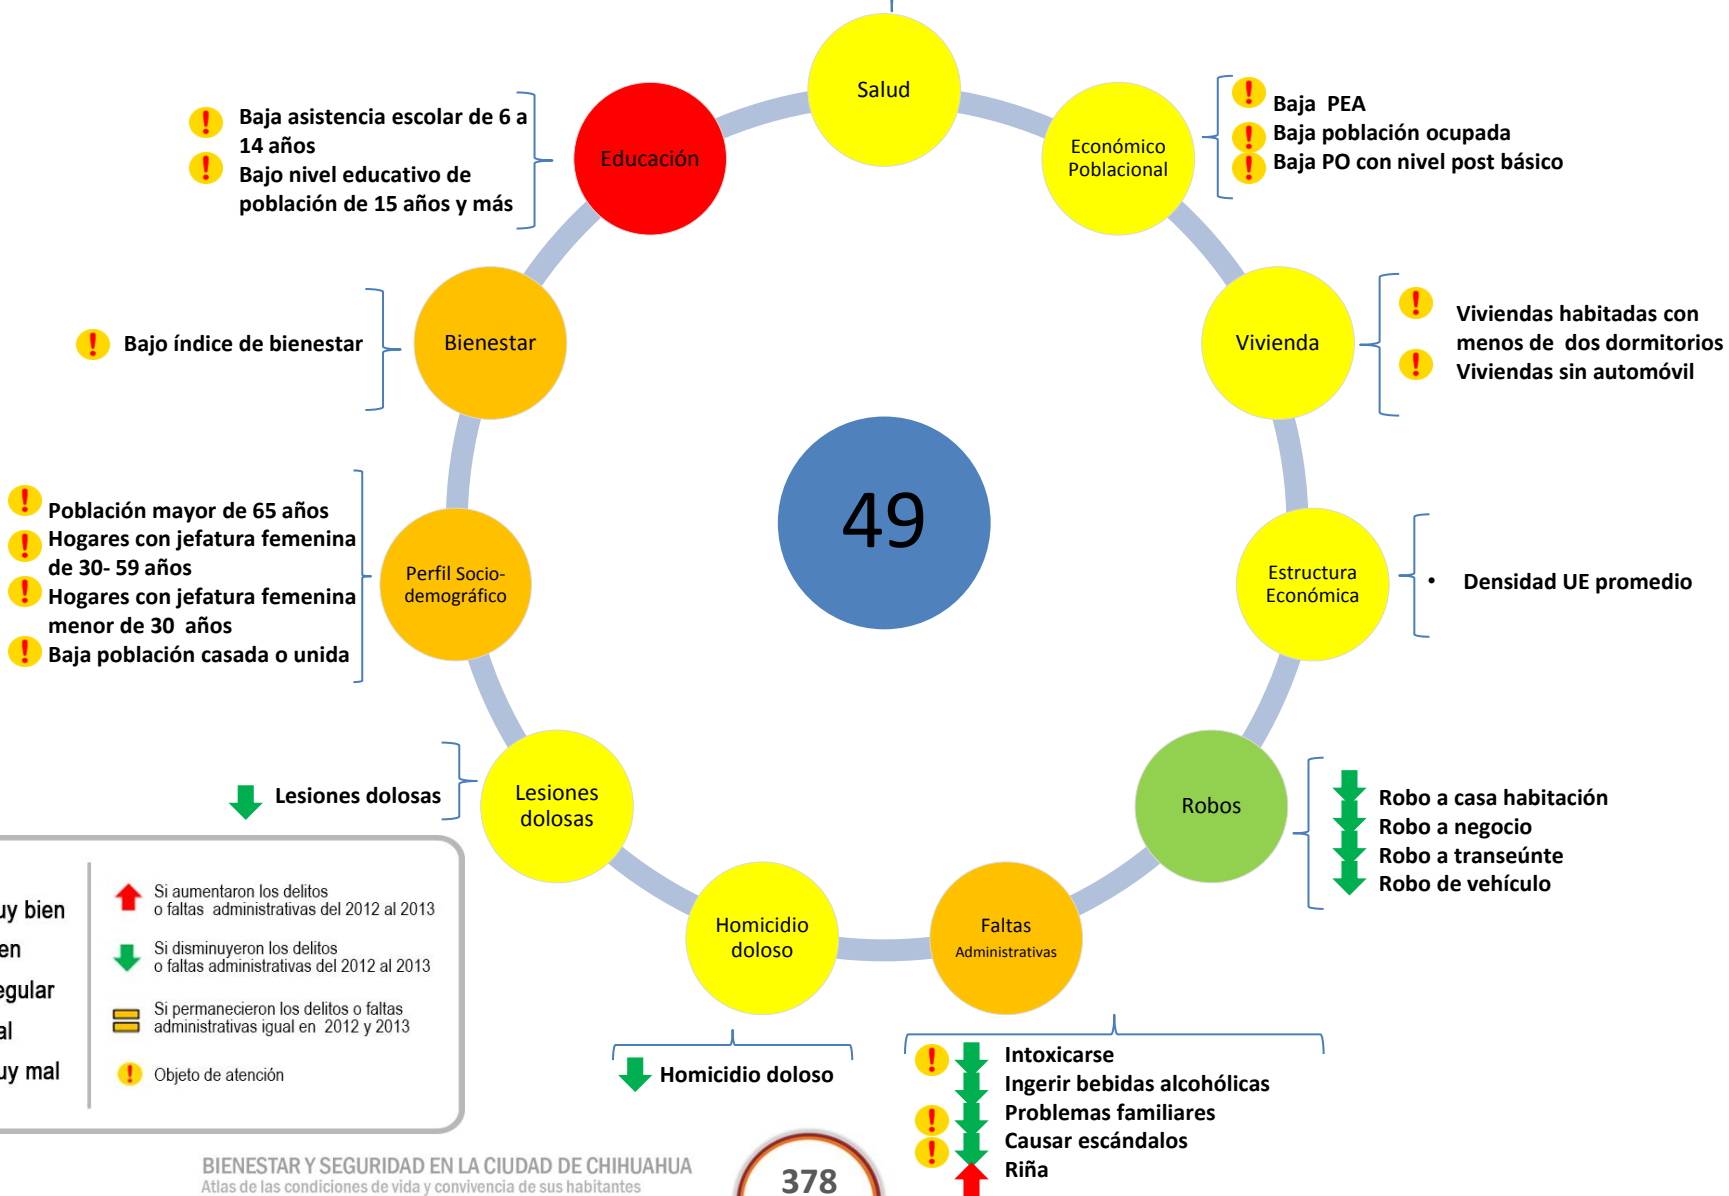 Salud
Baja asistencia escolar de 6 a
14 años
Bajo nivel educativo de
población de 15 años y más
Educación
Económico
Poblacional
Baja PEA
Baja población ocupada
Baja PO con nivel post básico
Bajo índice de bienestar
Bienestar
Vivienda
Viviendas habitadas con
menos de dos dormitorios
Viviendas sin automóvil
49
Población mayor de 65 años
Hogares con jefatura femenina
de 30- 59 años
Hogares con jefatura femenina
menor de 30 años
Baja población casada o unida
Perfil Socio-
demográfico
Estructura
Económica
• Densidad UE promedio
Lesiones dolosas
Lesiones
dolosas
Robos
Robo a casa habitación
Robo a negocio
Robo a transeúnte
Robo de vehículo
Homicidio
doloso
Faltas
Administrativas
Homicidio doloso
Intoxicarse
Ingerir bebidas alcohólicas
Problemas familiares
Causar escándalos
Riña
uy bien
en
egular
al
uy mal
Si aumentaron los delitos
o faltas administrativas del 2012 al 2013
Si disminuyeron los delitos
o faltas administrativas del 2012 al 2013
Si permanecieron los delitos o faltas
administrativas igual en 2012 y 2013
Objeto de atención
BIENESTAR Y SEGURIDAD EN LA CIUDAD DE CHIHUAHUA
Atlas de las condiciones de vida y convivencia de sus habitantes
378